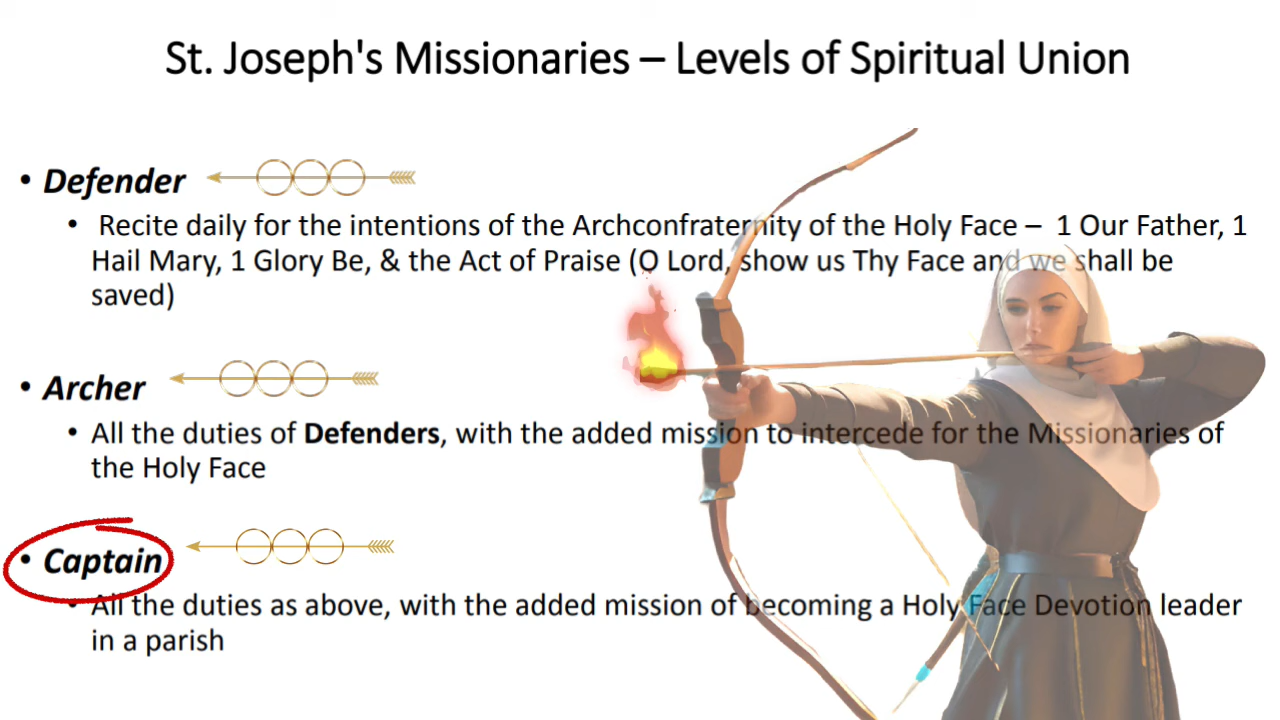 St. Joseph's Missionaries – Levels of Spiritual Union
• Defender
• Recite daily for the intentions of the Archconfraternity of the Holy Face – 1 Our Father, 1
Hail Mary, 1 Glory Be, & the Act of Praise (O Lord, show us Thy Face and we shall be
saved)
• Archer
• All the duties of Defenders, with the added mission to intercede for the Missionaries of
the Holy Face
• Captain
• All the duties as above, with the added mission of becoming a Holy Face Devotion leader
in a parish